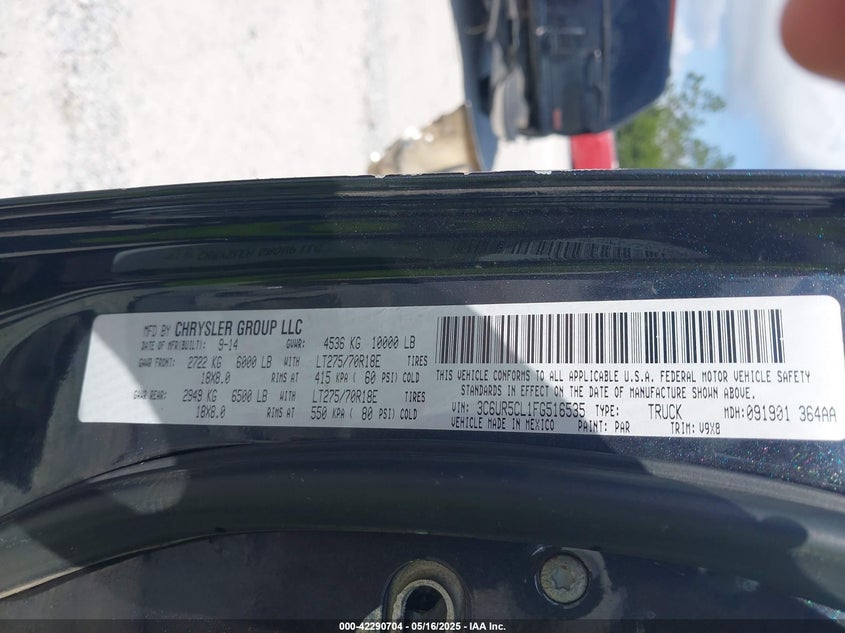 MFD BY CHRYSLER GROUP LLC
DATE OF MFR(BUILT): 9-14 GVWR: 4536 KG 10000 LB
GAWR FRONT: 2722 KG 6000 LB WITH LT275/70R18E TIRES
18X8.0 RIMS AT 415 KPA ( 60 PSI) COLD
GAWR REAR: 2949 KG 6500 LB WITH LT275/70R18E TIRES
18X8.0 RIMS AT 550 KPA ( 80 PSI) COLD
THIS VEHICLE CONFORMS TO ALL APPLICABLE U.S.A. FEDERAL MOTOR VEHICLE SAFETY
STANDARDS IN EFFECT ON THE DATE OF MANUFACTURE SHOWN ABOVE.
VIN: 3C6UR5CL1FG516535 TYPE: TRUCK MDH: 091901 364AA
VEHICLE MADE IN MEXICO PAINT: PAR TRIM: V9X8
000-42290704 - 05/16/2025 - IAA Inc.